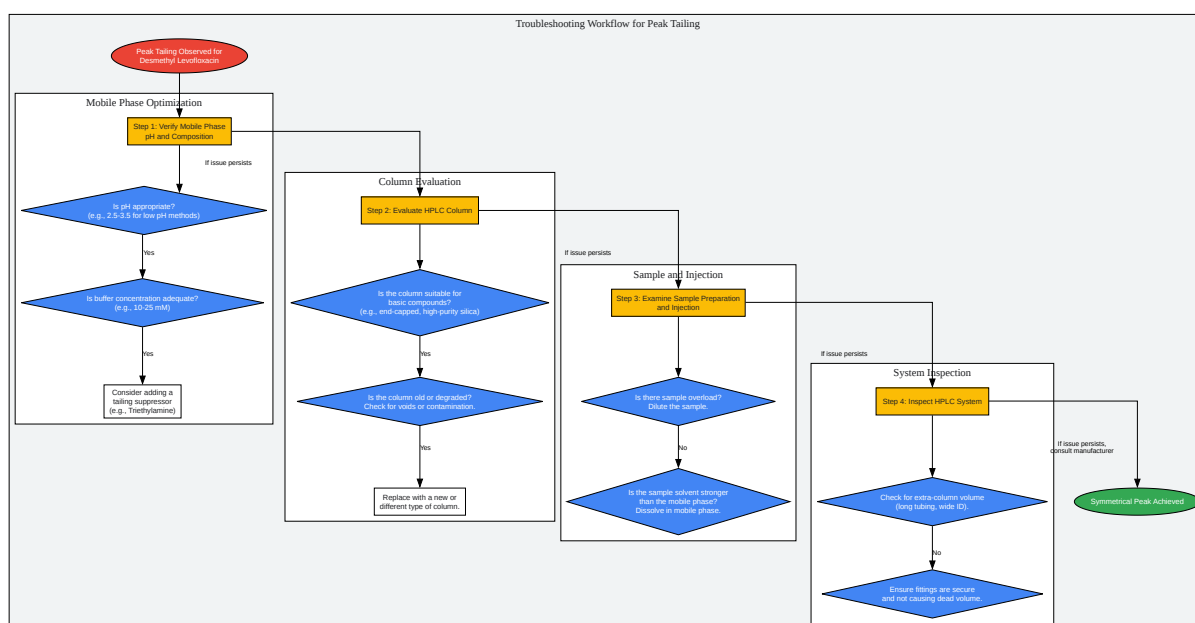 Troubleshooting Workflow for Peak Tailing
Peak Tailing Observed for
Desmethyl Levofloxacin
Mobile Phase Optimization
Step 1: Verify Mobile Phase
pH and Composition
If issue persists
Is pH appropriate?
(e.g., 2.5-3.5 for low pH methods)
Yes
Is buffer concentration adequate?
(e.g., 10-25 mM)
Yes
Consider adding a
tailing suppressor
(e.g., Triethylamine)
Column Evaluation
Step 2: Evaluate HPLC Column
If issue persists
Is the column suitable for
basic compounds?
(e.g., end-capped, high-purity silica)
Yes
Is the column old or degraded?
Check for voids or contamination.
Yes
Replace with a new or
different type of column.
Sample and Injection
Step 3: Examine Sample Preparation
and Injection
If issue persists
Is there sample overload?
Dilute the sample.
No
Is the sample solvent stronger
than the mobile phase?
Dissolve in mobile phase.
System Inspection
Step 4: Inspect HPLC System
If issue persists,
consult manufacturer
Check for extra-column volume
(long tubing, wide ID).
No
Ensure fittings are secure
and not causing dead volume.
Symmetrical Peak Achieved